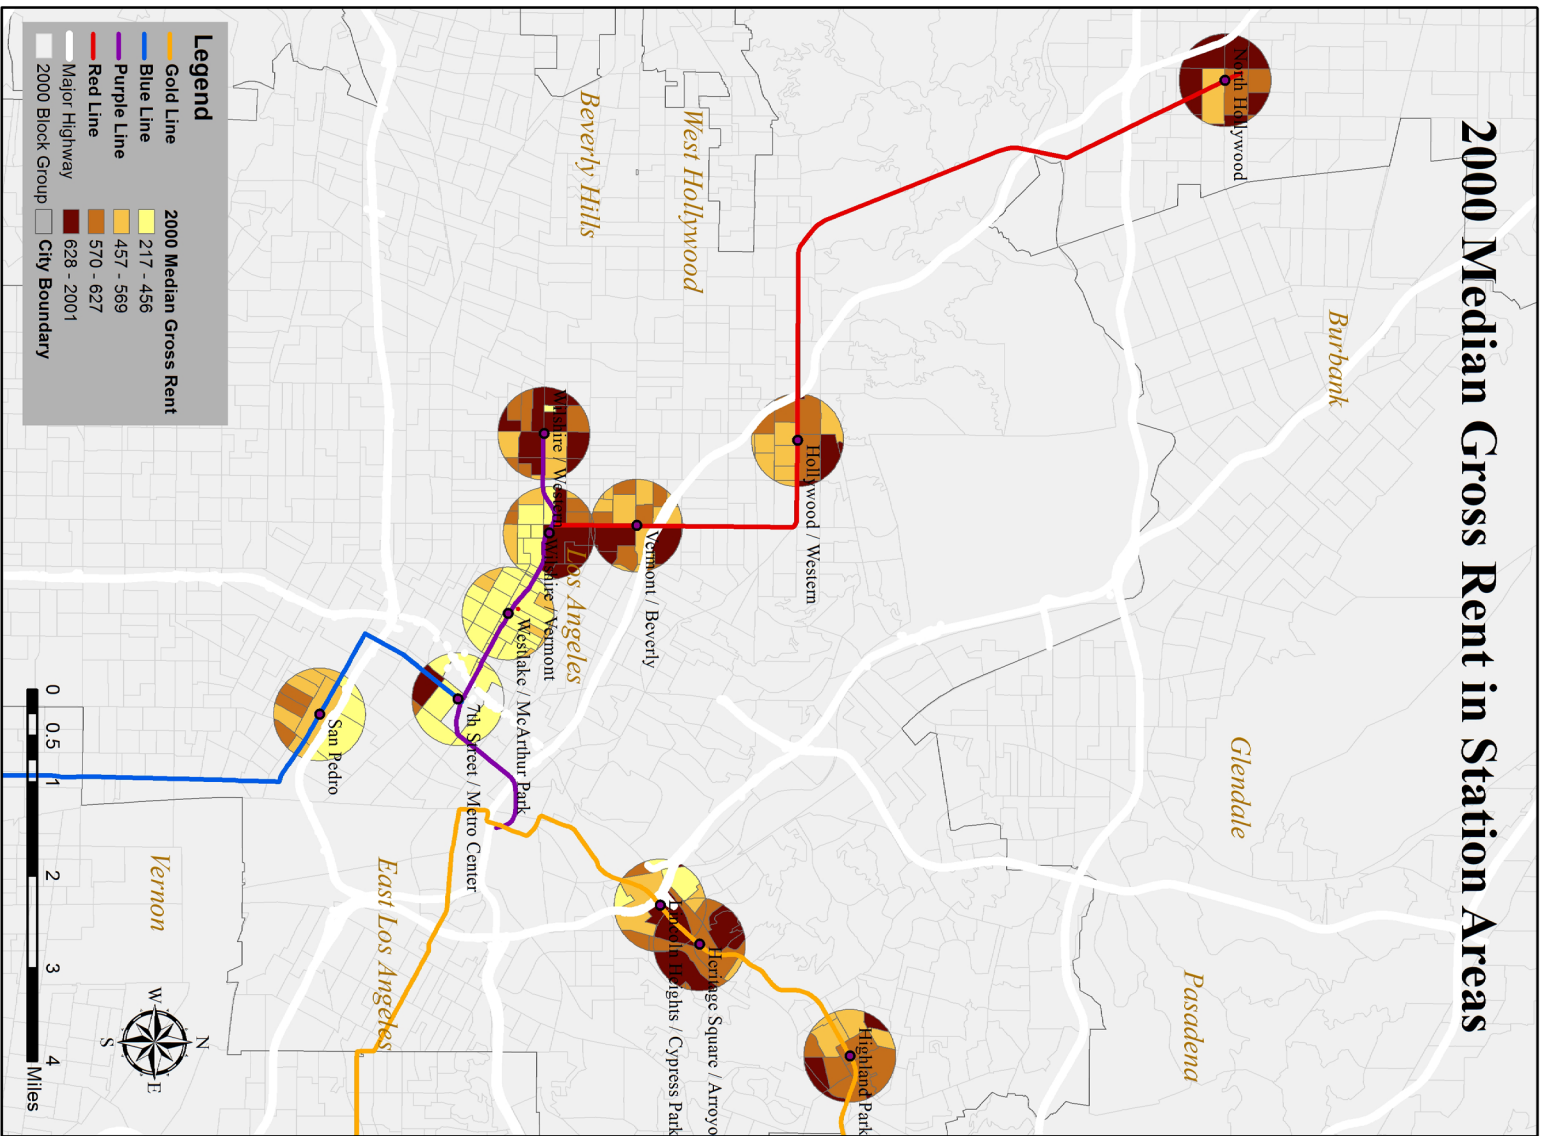 2000 Median Gross Rent in Station Areas
North Hollywood
Burbank
Glendale
Pasadena
West Hollywood
Beverly Hills
Hollywood / Western
Vermont / Beverly
Wilshire / Western
Los Angeles
Wilshire / Vermont
Westlake / McArthur Park
7th Street / Metro Center
San Pedro
Highland Park
Heritage Square / Arroyo
Lincoln Heights / Cypress Park
East Los Angeles
Vernon
Legend
Gold Line
Blue Line
Purple Line
Red Line
Major Highway
2000 Block Group
2000 Median Gross Rent
217 - 456
457 - 569
570 - 627
628 - 2001
City Boundary
0 0.5 1 2 3 4
Miles
N
W
E
S